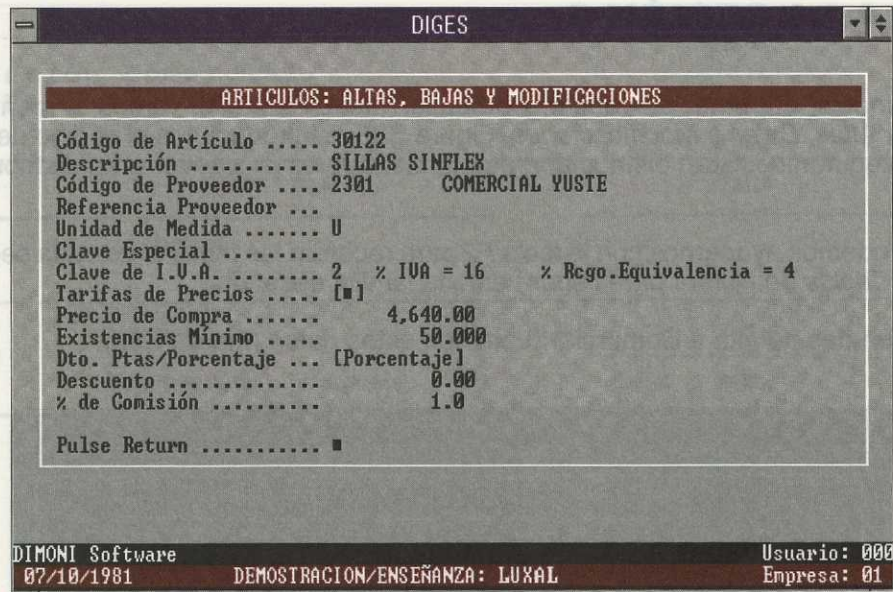 DIGES
ARTICULOS: ALTAS, BAJAS Y MODIFICACIONES
Código de Artículo ..... 30122
Descripción ............ SILLAS SINFLEX
Código de Proveedor .... 2301 COMERCIAL YUSTE
Referencia Proveedor ...
Unidad de Medida ....... U
Clave Especial .........
Clave de I.V.A. ........ 2 % IVA = 16 % Rcgo.Equivalencia = 4
Tarifas de Precios ..... [■]
Precio de Compra ....... 4,640.00
Existencias Mínimo ..... 50.000
Dto. Ptas/Porcentaje ... [Porcentaje]
Descuento .............. 0.00
% de Comisión .......... 1.0
Pulse Return ........... ■
DIMONI Software Usuario: 000
07/10/1981 DEMOSTRACION/ENSEÑANZA: LUXAL Empresa: 01